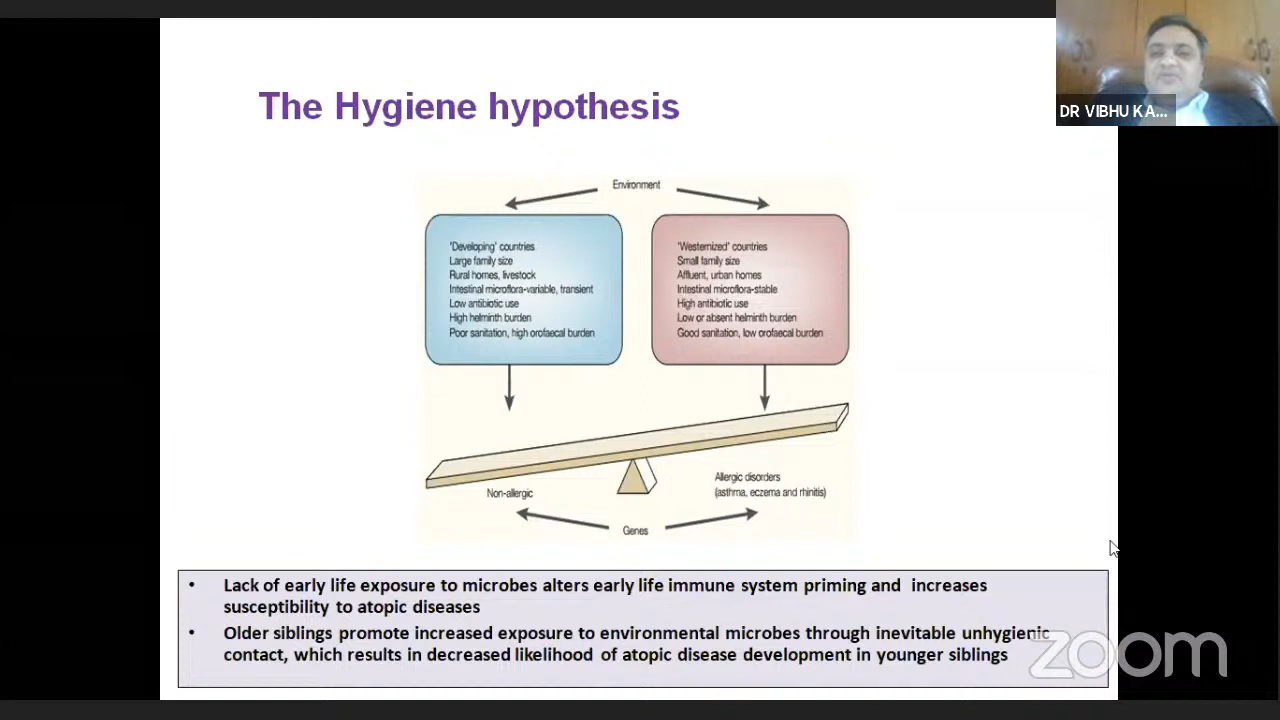 The Hygiene hypothesis
DR VIBHU KA...
Environment
'Developing' countries
Large family size
Rural homes, livestock
Intestinal microflora-variable, transient
Low antibiotic use
High helminth burden
Poor sanitation, high orofaecal burden
'Westernized' countries
Small family size
Affluent, urban homes
Intestinal microflora-stable
High antibiotic use
Low or absent helminth burden
Good sanitation, low orofaecal burden
Non-allergic
Allergic disorders
(asthma, eczema and rhinitis)
Genes
• Lack of early life exposure to microbes alters early life immune system priming and increases
susceptibility to atopic diseases
• Older siblings promote increased exposure to environmental microbes through inevitable unhygienic
contact, which results in decreased likelihood of atopic disease development in younger siblings
zoom